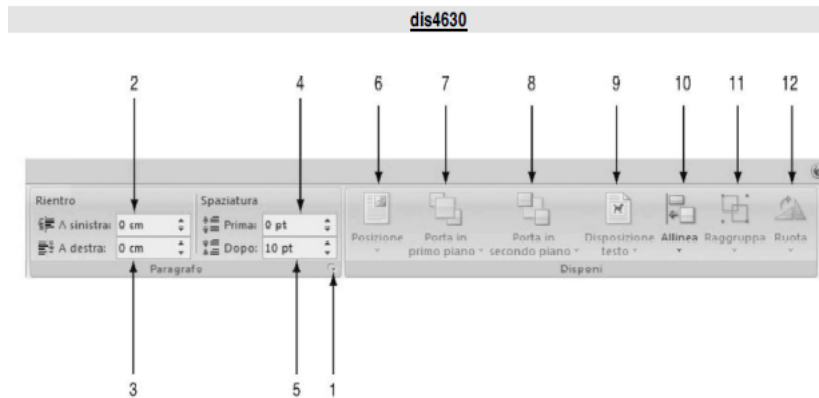 dis4630
2 4 6 7 8 9 10 11 12
Rientro Spaziatura
A sinistra: 0 sm Prima: 0 pt
A destra: 0 cm Dopo: 10 pt
Posizione Porta in primo piano Porta in secondo piano Disposizione testo Allinea Raggruppa Ruota
Paragrafo Disponi
3 5 1